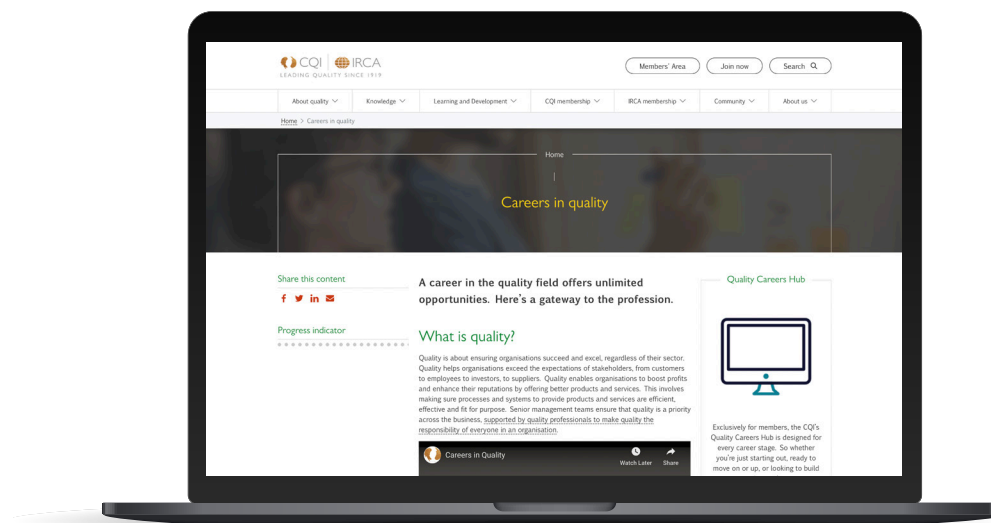 CQI IRCA
LEADING QUALITY SINCE 1919
Members' Area
Join now
Search
About quality
Knowledge
Learning and Development
CQI membership
IRCA membership
Community
About us
Home > Careers in quality
Home
Careers in quality
Share this content
Progress indicator
A career in the quality field offers unlimited
opportunities. Here's a gateway to the profession.
What is quality?
Quality is about ensuring organisations succeed and excel, regardless of their sector.
Quality helps organisations exceed the expectations of stakeholders, from customers
to employees to investors, to suppliers. Quality enables organisations to boost profits
and enhance their reputations by offering better products and services. This involves
making sure processes and systems to provide products and services are efficient,
effective and fit for purpose. Senior management teams ensure that quality is a priority
across the business, supported by quality professionals to make quality the
responsibility of everyone in an organisation.
Careers in Quality
Watch Later
Share
Quality Careers Hub
Exclusively for members, the CQI's
Quality Careers Hub is designed for
every career stage. So whether
you're just starting out, ready to
move on or up, or looking to build